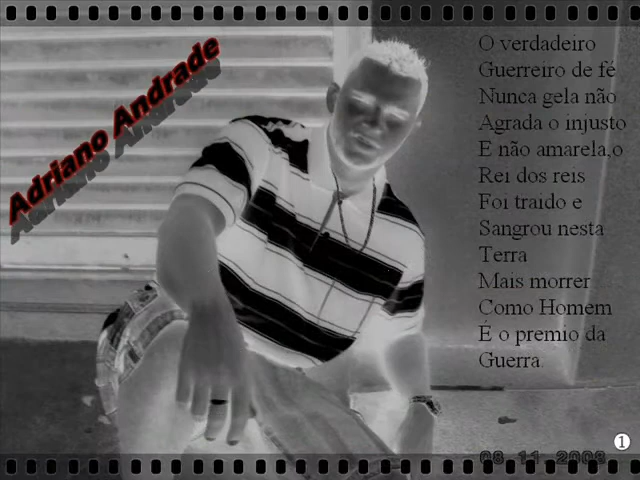 Adriano Andrade
O verdadeiro
Guerreiro de fé
Nunca gela não
Agrada o injusto
E não amarela,o
Rei dos reis
Foi traido e
Sangrou nesta
Terra
Mais morrer
Como Homem
É o premio da
Guerra
1